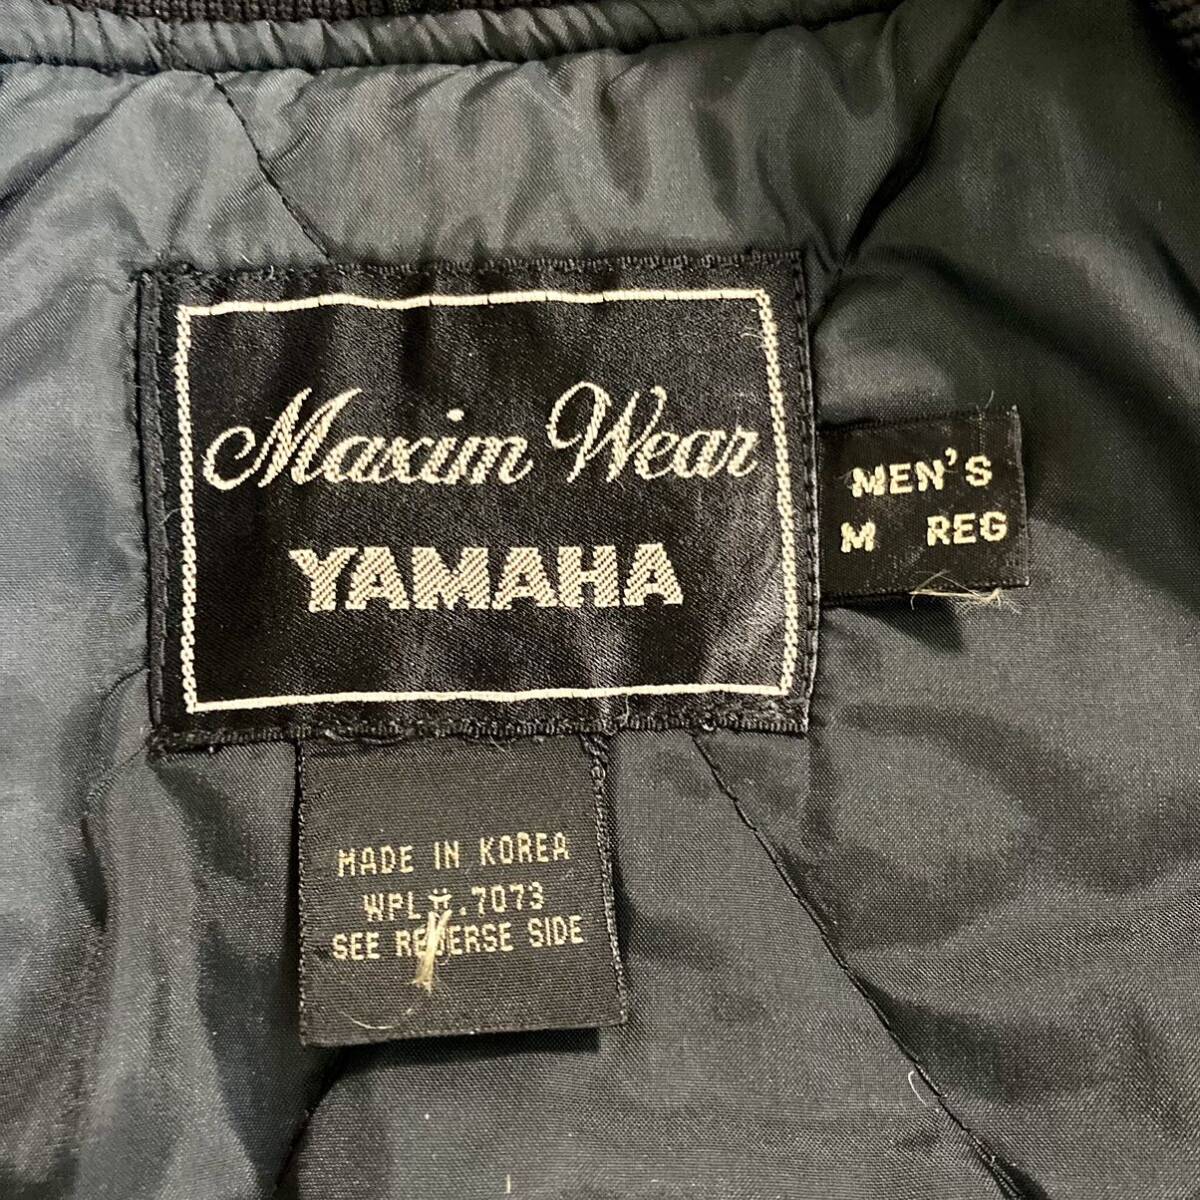 Maxim Wear
YAMAHA
MEN'S
M REG
MADE IN KOREA
WPL#.7073
SEE REVERSE SIDE